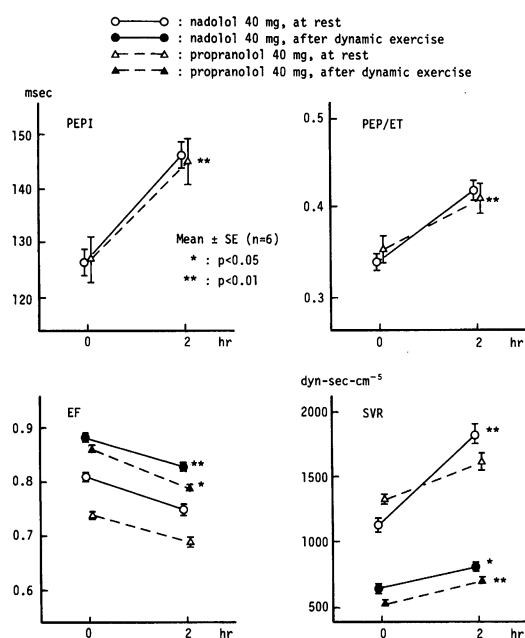 ○ : nadolol 40 mg, at rest
● : nadolol 40 mg, after dynamic exercise
△ : propranolol 40 mg, at rest
▲ : propranolol 40 mg, after dynamic exercise
msec
PEPI
150
140
130
120
**
Mean ± SE (n=6)
* : p<0.05
** : p<0.01
0 2 hr
0.5
PEP/ET
0.4
0.3
**
0 2 hr
EF
0.9
0.8
0.7
0.6
**
*
0 2 hr
dyn-sec-cm⁻⁵
SVR
2000
1500
1000
500
**
*
**
0 2 hr